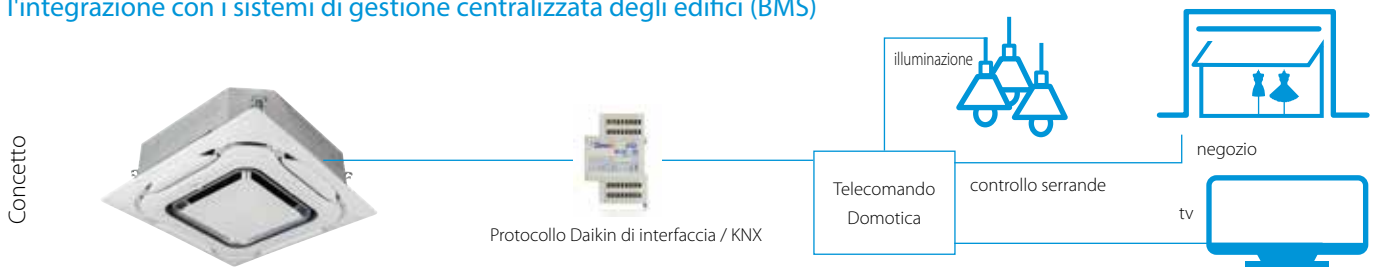 l'integrazione con i sistemi di gestione centralizzata degli edifici (BMS)
Concetto
illuminazione
negozio
Telecomando
Domotica
controllo serrande
tv
Protocollo Daikin di interfaccia / KNX